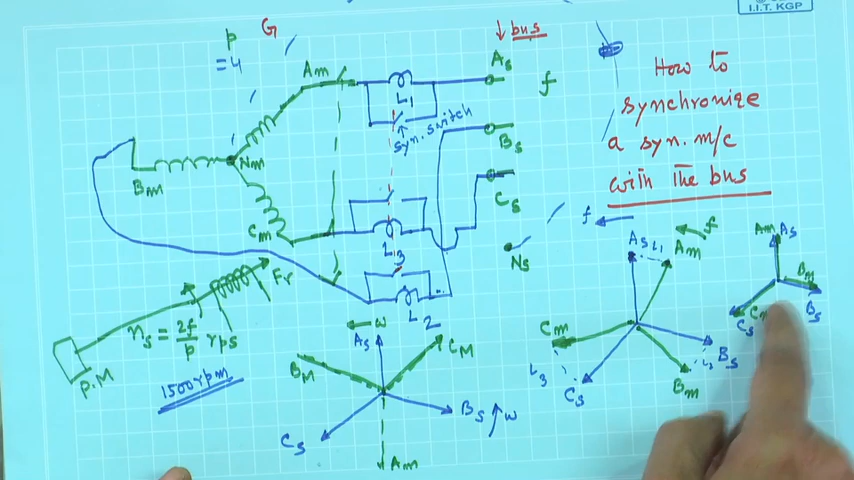 I.I.T. KGP
p
= 4
G
↓ bus
How to
synchronize
a syn. m/c
with the bus
Am
L1
syn. switch
As
f
Bs
Cs
Ns
Bm
Nm
Cm
L3
L2
Fr
ns = 2f/p rps
P.M
1500rpm
← ω
As
BM
CM
Cs
Bs
ω
Am
f ←
← f
As
L1
Am
Cm
L3
Cs
Bs
L2
Bm
Am As
Bm
Bs
Cs
Cm